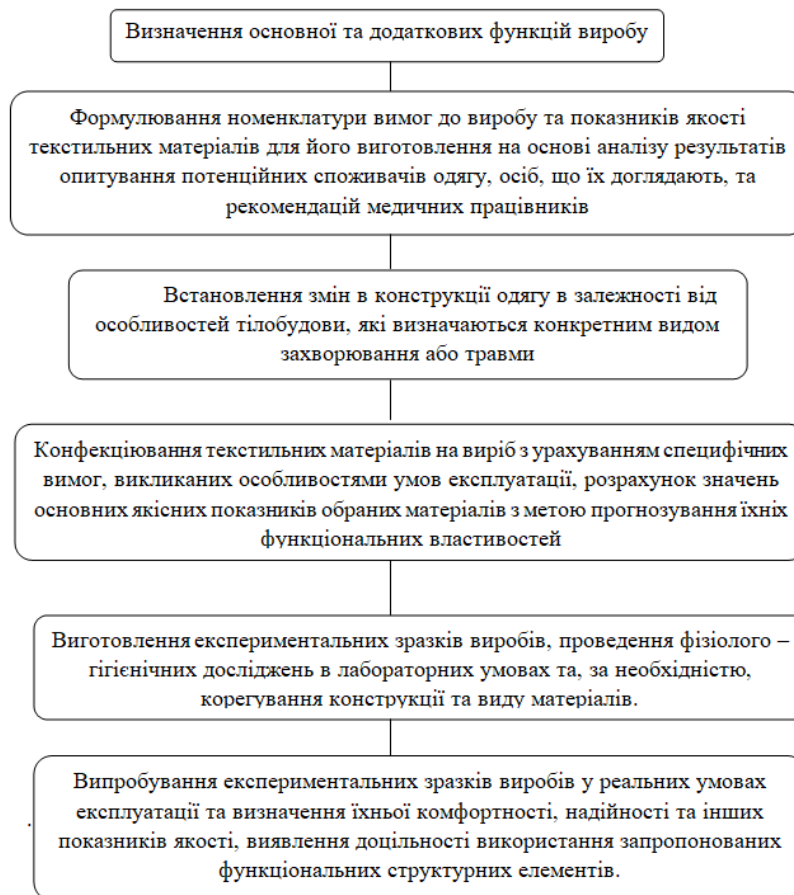 Визначення основної та додаткових функцій виробу
Формулювання номенклатури вимог до виробу та показників якості
текстильних матеріалів для його виготовлення на основі аналізу результатів
опитування потенційних споживачів одягу, осіб, що їх доглядають, та
рекомендацій медичних працівників
Встановлення змін в конструкції одягу в залежності від
особливостей тілобудови, які визначаються конкретним видом
захворювання або травми
Конфекціювання текстильних матеріалів на виріб з урахуванням специфічних
вимог, викликаних особливостями умов експлуатації, розрахунок значень
основних якісних показників обраних матеріалів з метою прогнозування їхніх
функціональних властивостей
Виготовлення експериментальних зразків виробів, проведення фізіолого –
гігієнічних досліджень в лабораторних умовах та, за необхідністю,
корегування конструкції та виду матеріалів.
Випробування експериментальних зразків виробів у реальних умовах
експлуатації та визначення їхньої комфортності, надійності та інших
показників якості, виявлення доцільності використання запропонованих
функціональних структурних елементів.